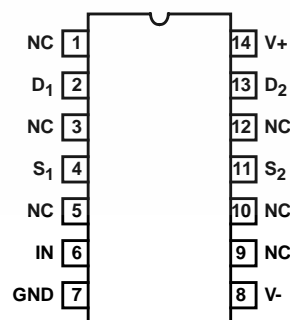 NC 1 14 V+
D1 2 13 D2
NC 3 12 NC
S1 4 11 S2
NC 5 10 NC
IN 6 9 NC
GND 7 8 V-